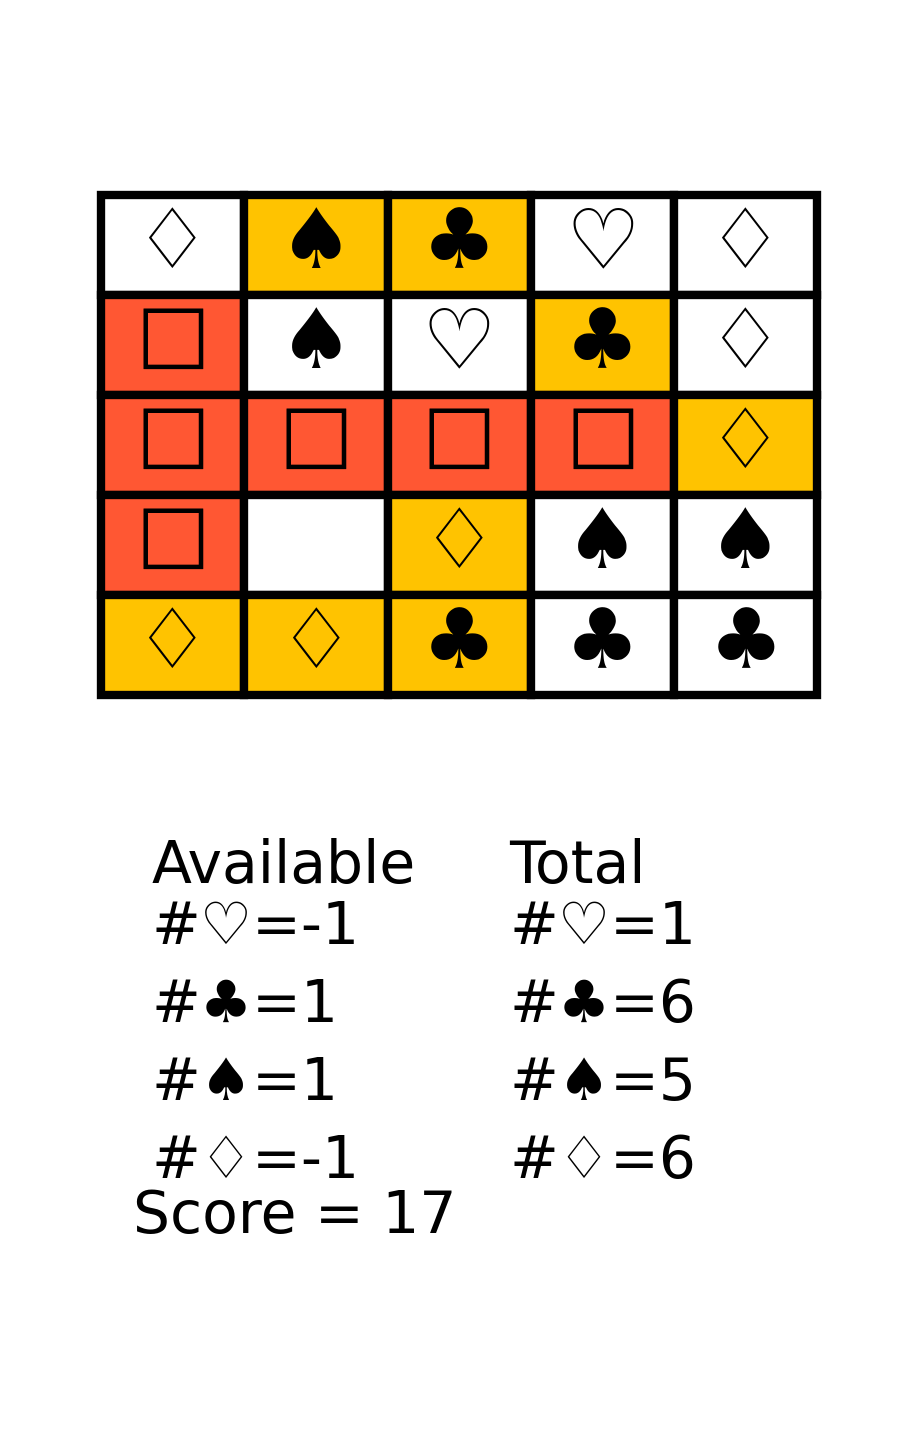 ♢ ♠ ♣ ♡ ♢
□ ♠ ♡ ♣ ♢
□ □ □ □ ♢
□ ♢ ♠ ♠
♢ ♢ ♣ ♣ ♣
Available Total
#♡=-1 #♡=1
#♣=1 #♣=6
#♠=1 #♠=5
#♢=-1 #♢=6
Score = 17